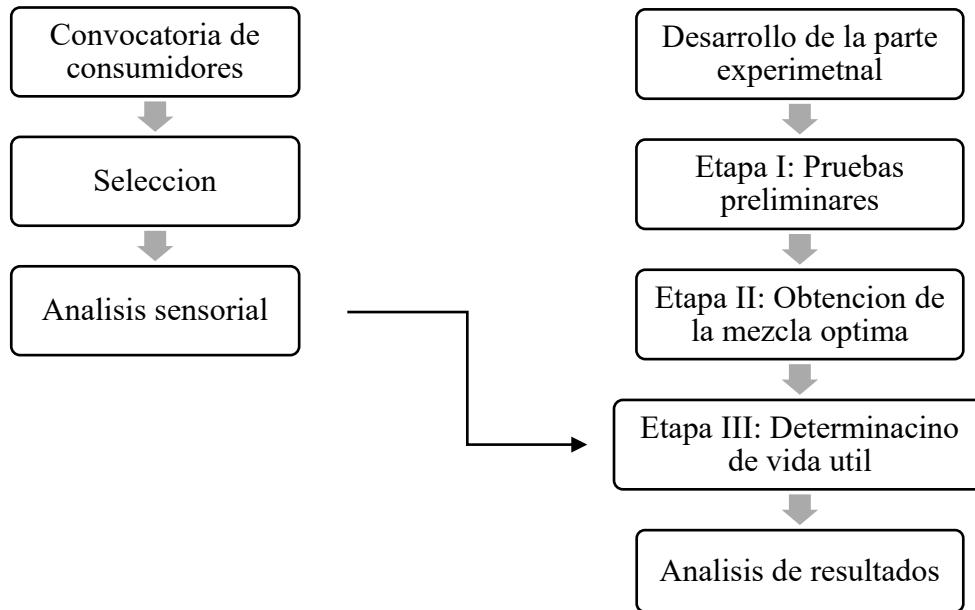 Convocatoria de
consumidores
Seleccion
Analisis sensorial
Desarrollo de la parte
experimetnal
Etapa I: Pruebas
preliminares
Etapa II: Obtencion de
la mezcla optima
Etapa III: Determinacino
de vida util
Analisis de resultados